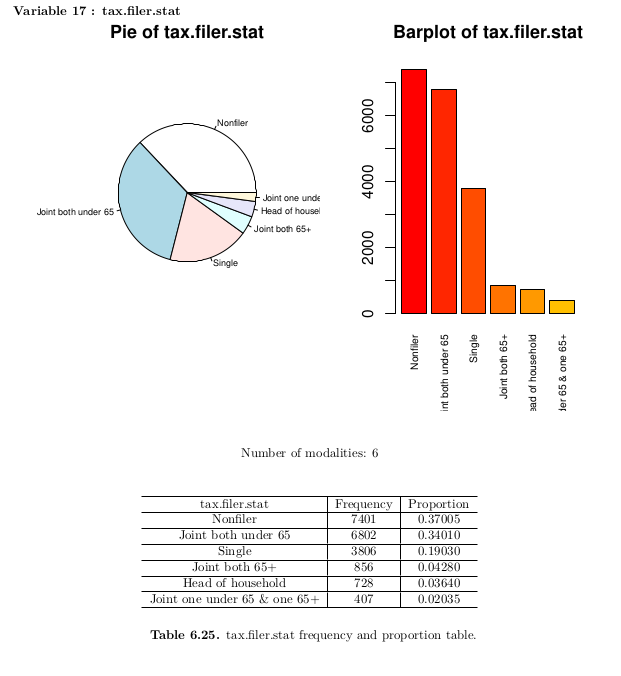 Variable 17 : tax.filer.stat
Pie of tax.filer.stat
Nonfiler
Joint both under 65
Single
Joint both 65+
Head of househ
Joint one unde
Barplot of tax.filer.stat
0
2000
4000
6000
Nonfiler
int both under 65
Single
Joint both 65+
ead of household
der 65 & one 65+
Number of modalities: 6
tax.filer.stat Frequency Proportion
Nonfiler 7401 0.37005
Joint both under 65 6802 0.34010
Single 3806 0.19030
Joint both 65+ 856 0.04280
Head of household 728 0.03640
Joint one under 65 & one 65+ 407 0.02035
Table 6.25. tax.filer.stat frequency and proportion table.